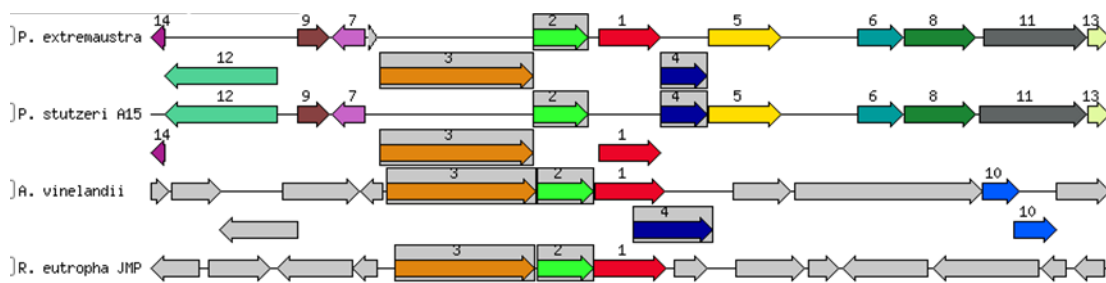 14 9 7 2 1 5 6 8 11 13
P. extremaustra
12 3 4
P. stutzeri A15 12 9 7 2 4 5 6 8 11 13
14 3 1
A. vinelandii 3 2 1 10
4 10
R. eutropha JMP 3 2 1